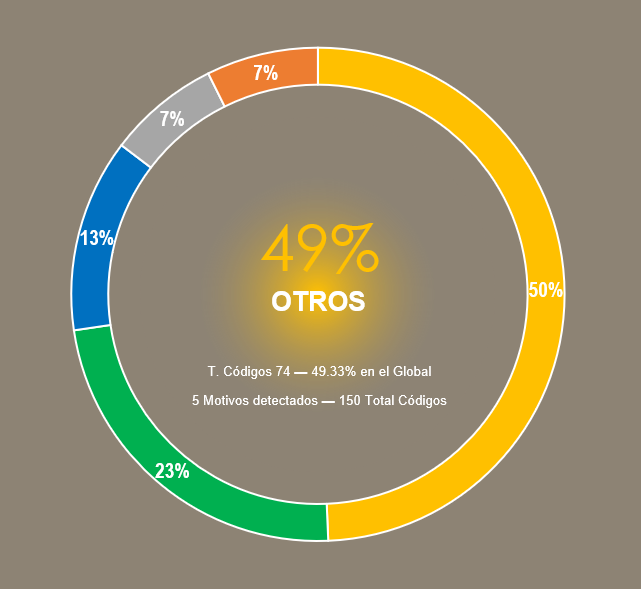 7%
7%
49%
13%
50%
OTROS
T. Códigos 74 — 49.33% en el Global
5 Motivos detectados — 150 Total Códigos
23%